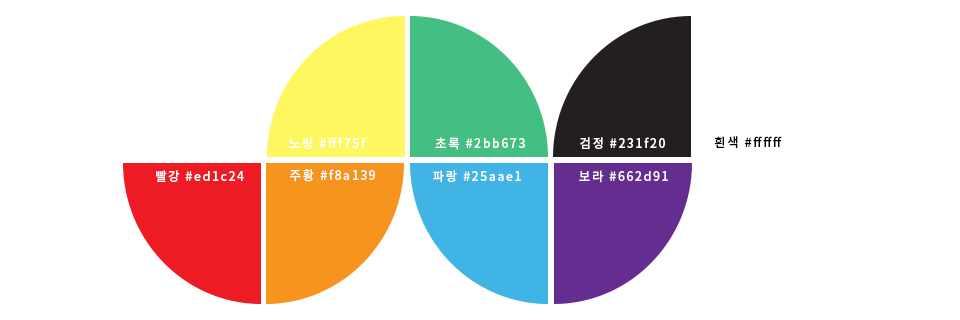 노랑 #fff75f
초록 #2bb673
검정 #231f20
흰색 #ffffff
빨강 #ed1c24
주황 #f8a139
파랑 #25aae1
보라 #662d91